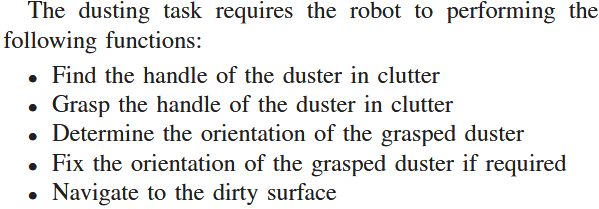 The dusting task requires the robot to performing the
following functions:
• Find the handle of the duster in clutter
• Grasp the handle of the duster in clutter
• Determine the orientation of the grasped duster
• Fix the orientation of the grasped duster if required
• Navigate to the dirty surface